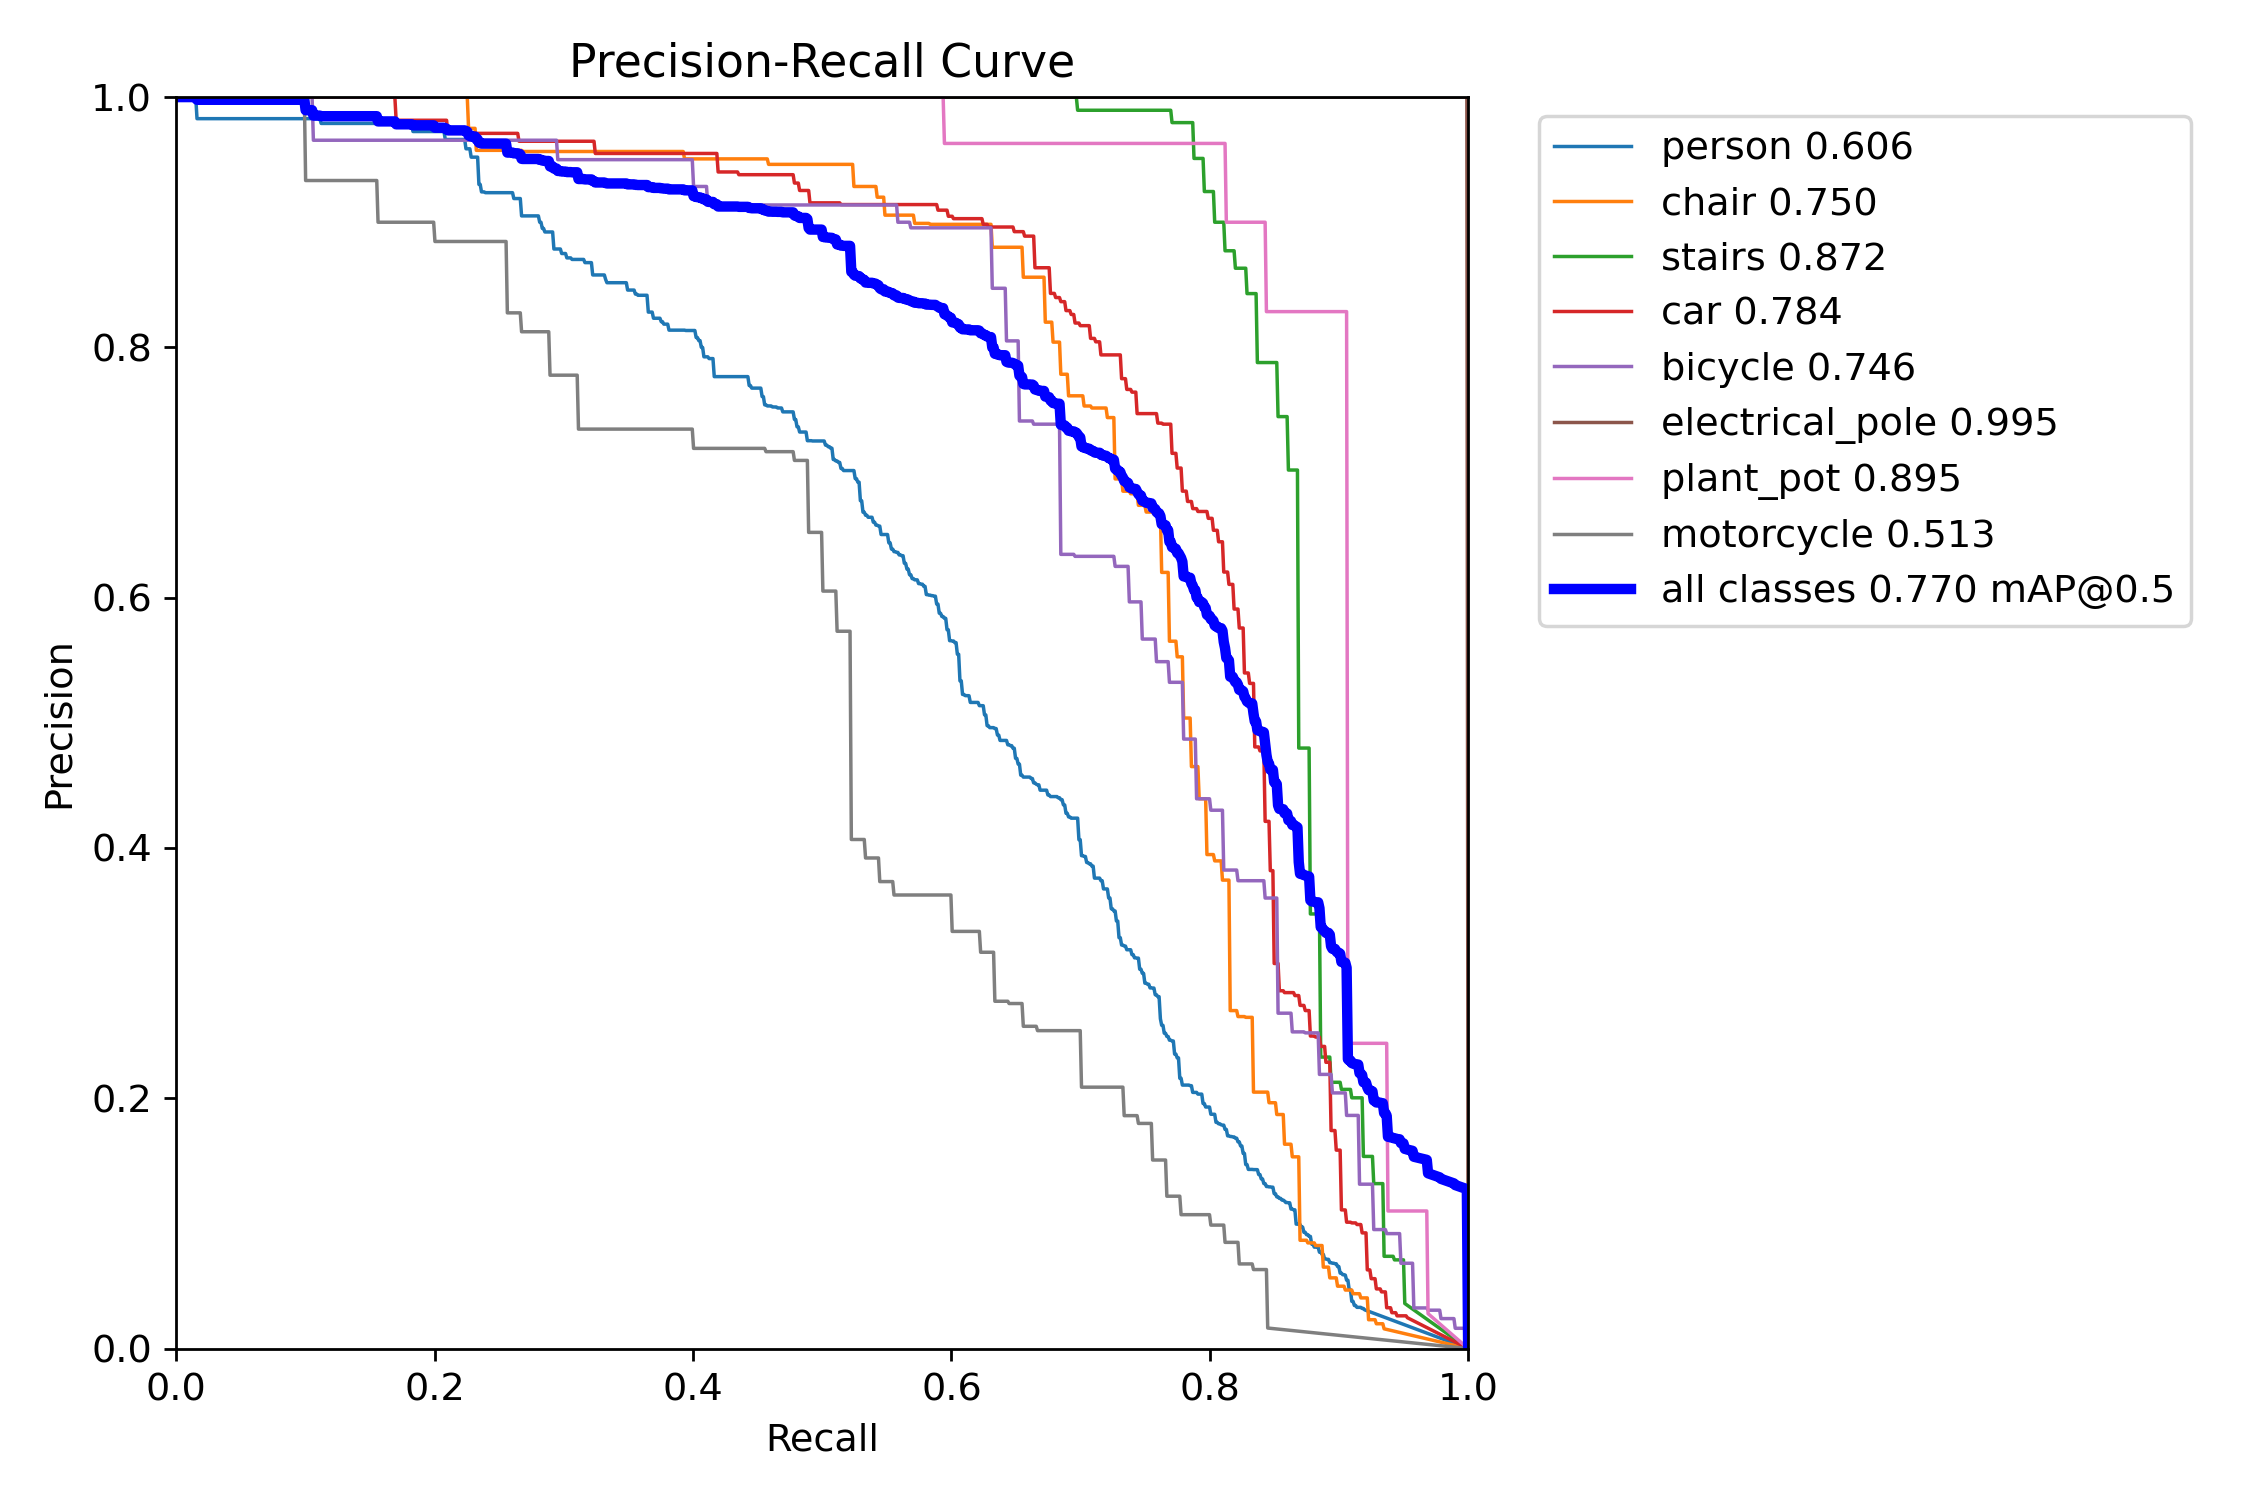 Precision-Recall Curve
1.0
0.8
0.6
0.4
0.2
0.0
Precision
0.0 0.2 0.4 0.6 0.8 1.0
Recall
person 0.606
chair 0.750
stairs 0.872
car 0.784
bicycle 0.746
electrical_pole 0.995
plant_pot 0.895
motorcycle 0.513
all classes 0.770 mAP@0.5